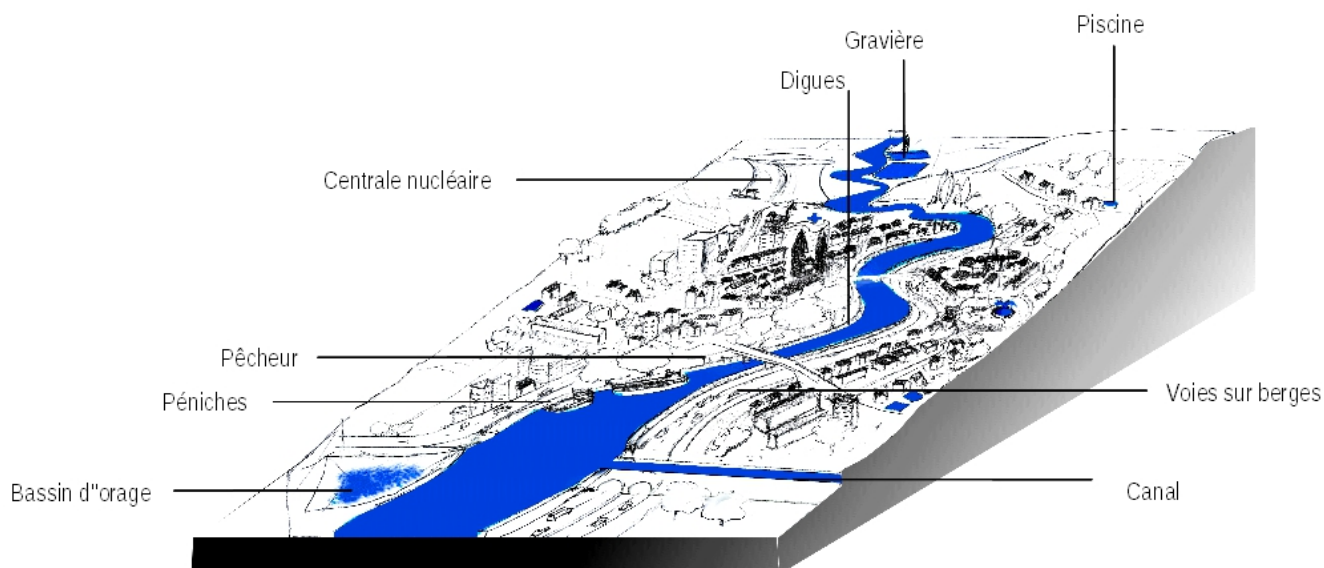 Piscine
Gravière
Digues
Centrale nucléaire
Pêcheur
Péniches
Voies sur berges
Bassin d"orage
Canal